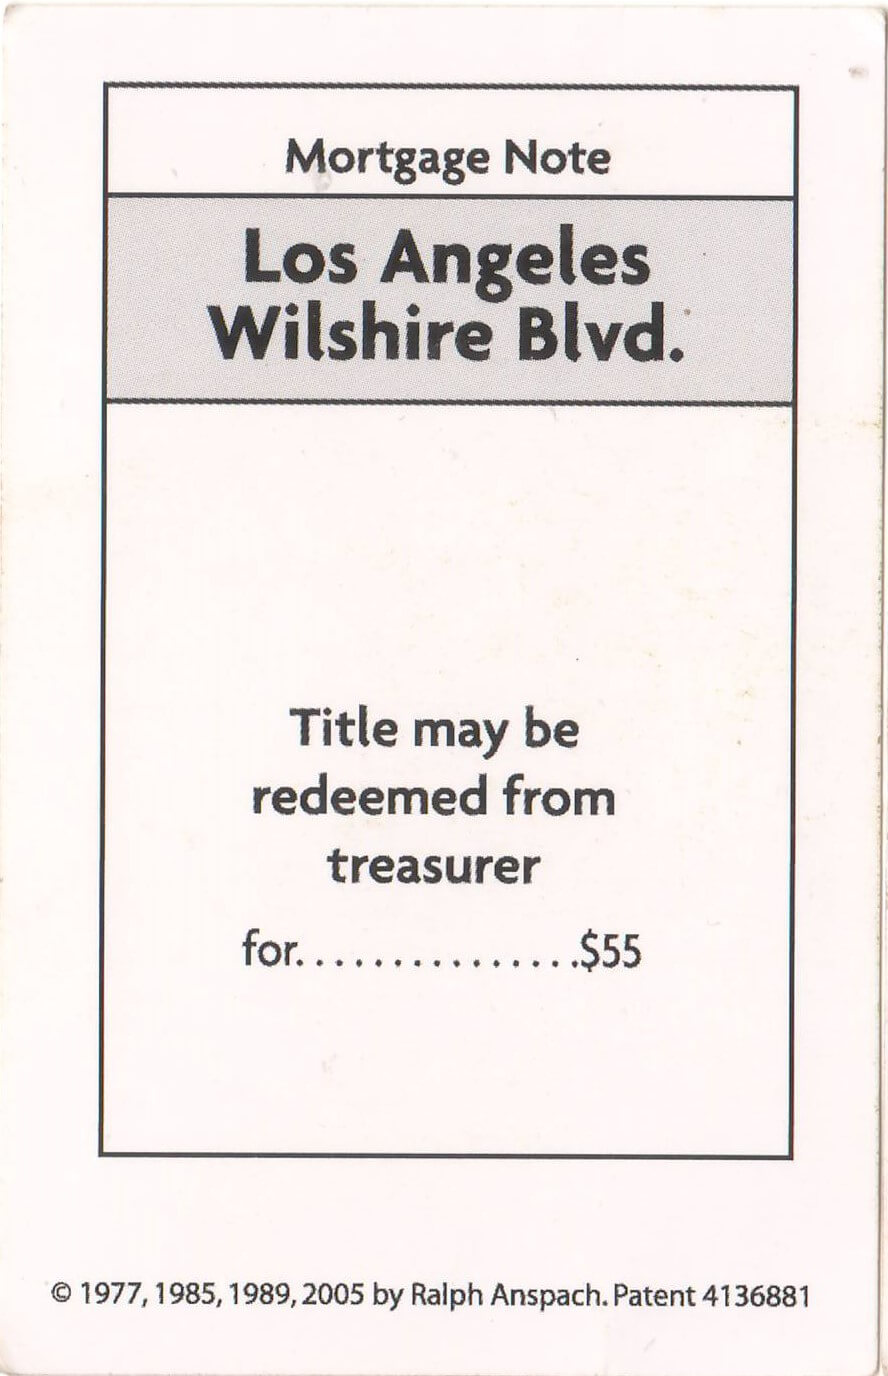 Mortgage Note
Los Angeles
Wilshire Blvd.
Title may be
redeemed from
treasurer
for...............$55
© 1977, 1985, 1989, 2005 by Ralph Anspach. Patent 4136881